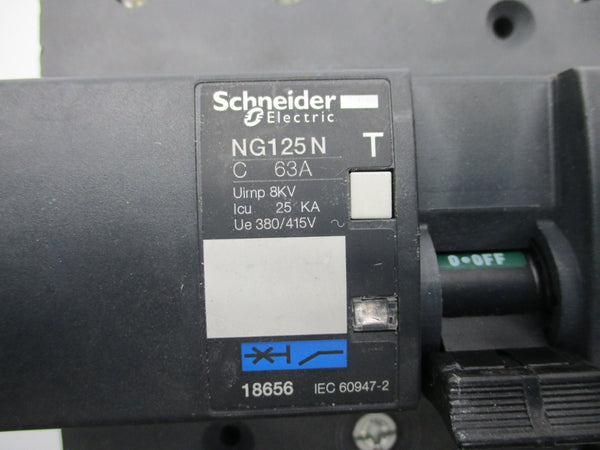 Schneider
Electric
NG125N T
C 63A
Uimp 8KV
Icu 25 KA
Ue 380/415V ~
O•OFF
18656 IEC 60947-2